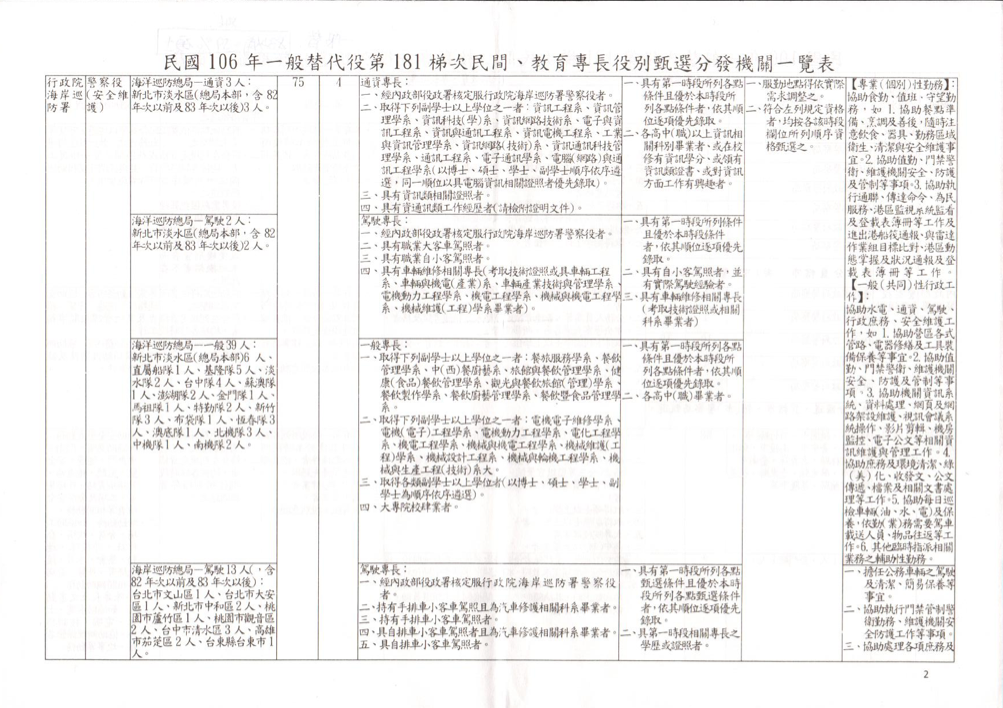 民國 106 年一般替代役第 181 梯次民間、教育專長役別甄選分發機關一覽表
行政院
海岸巡
防署
警察役
(安全維
護)
海洋巡防總局—通資3人：
新北市淡水區(總局本部，含 82
年次以前及83年次以後)3人。
75
4
通資專長：
一、經內政部役政署核定服行政院海岸巡防署警察役者。
二、取得下列副學士以上學位之一者：資訊工程系、資訊管
理學系、資訊科技(學)系、資訊網路技術系、電子與資
訊工程系、資訊與通訊工程系、資訊電機工程系、工業
與資訊管理學系、資訊網路(技術)系、資訊通訊科技管
理學系、通訊工程系、電子通訊學系、電腦(網路)與通
訊工程學系(以博士、碩士、學士、副學士順序依序遴
選，同一順位以具電腦資訊相關證照者優先錄取)。
三、具有資訊類相關證照者。
四、具有資通訊類工作經歷者(請檢附證明文件)。
一、具有第一時段所列各點
條件且優於本時段所
列各點條件者，依其順
位逐項優先錄取。
二、各高中(職)以上資訊相
關科別畢業者、或在校
修有資訊學分、或領有
資訊類證書、或對資訊
方面工作有興趣者。
一、服勤地點得依實際
需求調整之。
二、符合左列規定資格
者，均按各該時段
欄位所列順序資
格甄選之。
【專業(個別)性勤務】：
協助食勤、值班、守望勤
務，如 1.協助餐點準
備、烹調及善後，隨時注
意飲食、器具、勤務區域
衛生、清潔與安全維護事
宜。2.協助值勤、門禁警
衛、維護機關安全、防護
及管制等事項。3.協助執
行通聯、傳達命令、為民
服務、港區監視系統監看
及登載表簿冊等工作及
進出港船筏通報、與雷達
作業組目標比對、港區動
態掌握及狀況通報及登
載表簿冊等工作。
【一般(共同)性行政工
作】：
協助水電、通資、駕駛、
行政庶務、安全維護工
作，如 1.協助營區各式
管路、電器修繕及工具裝
備保養等事宜。2.協助值
勤、門禁警衛、維護機關
安全、防護及管制等事
項。3.協助機關資訊系
統、資料處理、網頁及網
路架設維護、視訊會議系
統操作、影片剪輯、機房
監控、電子公文等相關資
訊維護與管理工作。4.
協助庶務及環境清潔、綠
(美)化、收發文、公文
傳遞、檔案及相關文書處
理等工作。5.協助每日巡
檢車輛(油、水、電)及保
養、依勤(業)務需要駕車
載送人員、物品往返等工
作。6.其他臨時指派相關
業務之輔助性勤務。
海洋巡防總局—駕駛2人：
新北市淡水區(總局本部，含 82
年次以前及83年次以後)2人。
駕駛專長：
一、經內政部役政署核定服行政院海岸巡防署警察役者。
二、具有職業大客車駕照者。
三、具有職業自小客車駕照者。
四、具有車輛維修相關專長(考取技術證照或具車輛工程
系、車輛與機電(產業)系、車輛產業技術與管理學系、
電機動力工程學系、機電工程學系、機械與機電工程學
系、機械維護(工程)學系畢業者)。
一、具有第一時段所列條件
且優於本時段條件
者，依其順位逐項優先
錄取。
二、具有自小客駕照者，並
有實際駕駛經驗者。
三、具有車輛維修相關專長
(考取技術證照或相關
科系畢業者)
海洋巡防總局—一般39人：
新北市淡水區(總局本部)6 人、
直屬船隊1人、基隆隊5人、淡
水隊2人、台中隊4人、蘇澳隊
1人、澎湖隊2人、金門隊1人、
馬祖隊1人、特勤隊2人、新竹
隊3人、布袋隊1人、恆春隊3
人、澳底隊1人、北機隊3人、
中機隊1人、南機隊2人。
一般專長：
一、取得下列副學士以上學位之一者：餐旅服務學系、餐飲
管理學系、中(西)餐廚藝系、旅館與餐飲管理學系、健
康(食品)餐飲管理學系、觀光與餐飲旅館(管理)學系、
餐飲製作學系、餐飲廚藝管理學系、餐飲暨食品管理學
系。
二、取得下列副學士以上學位之一者：電機電子維修學系、
電機(電子)工程學系、電機動力工程學系、電化工程學
系、機電工程學系、機械與機電工程學系、機械維護(工
程)學系、機械設計工程系、機械與輪機工程學系、機
械與生產工程(技術)系大。
三、取得各類副學士以上學位者(以博士、碩士、學士、副
學士為順序依序遴選)。
四、大專院校肄業者。
一、具有第一時段所列各點
條件且優於本時段所
列各點條件者，依其順
位逐項優先錄取。
二、各高中(職)畢業者。
海岸巡防總局—駕駛13人(，含
82年次以前及83年次以後)：
台北市文山區1人、台北市大安
區1人、新北市中和區2人、桃
園市蘆竹區1人、桃園市觀音區
2人、台中市清水區3人、高雄
市茄萣區2人、台東縣台東市1
人。
駕駛專長：
一、經內政部役政署核定服行政院海岸巡防署警察役
者。
二、持有手排車小客車駕照且為汽車修護相關科系畢業者。
三、持有手排車小客車駕照者。
四、具自排車小客車駕照者且為汽車修護相關科系畢業者。
五、具自排車小客車駕照者。
一、具有第一時段所列各點
甄選條件且優於本時
段所列各點甄選條件
者，依其順位逐項優先
錄取。
二、具第一時段相關專長之
學歷或證照者。
一、擔任公務車輛之駕駛
及清潔、簡易保養等
事宜。
二、協助執行門禁管制警
衛勤務、維護機關安
全防護工作等事項。
三、協助處理各項庶務及
2